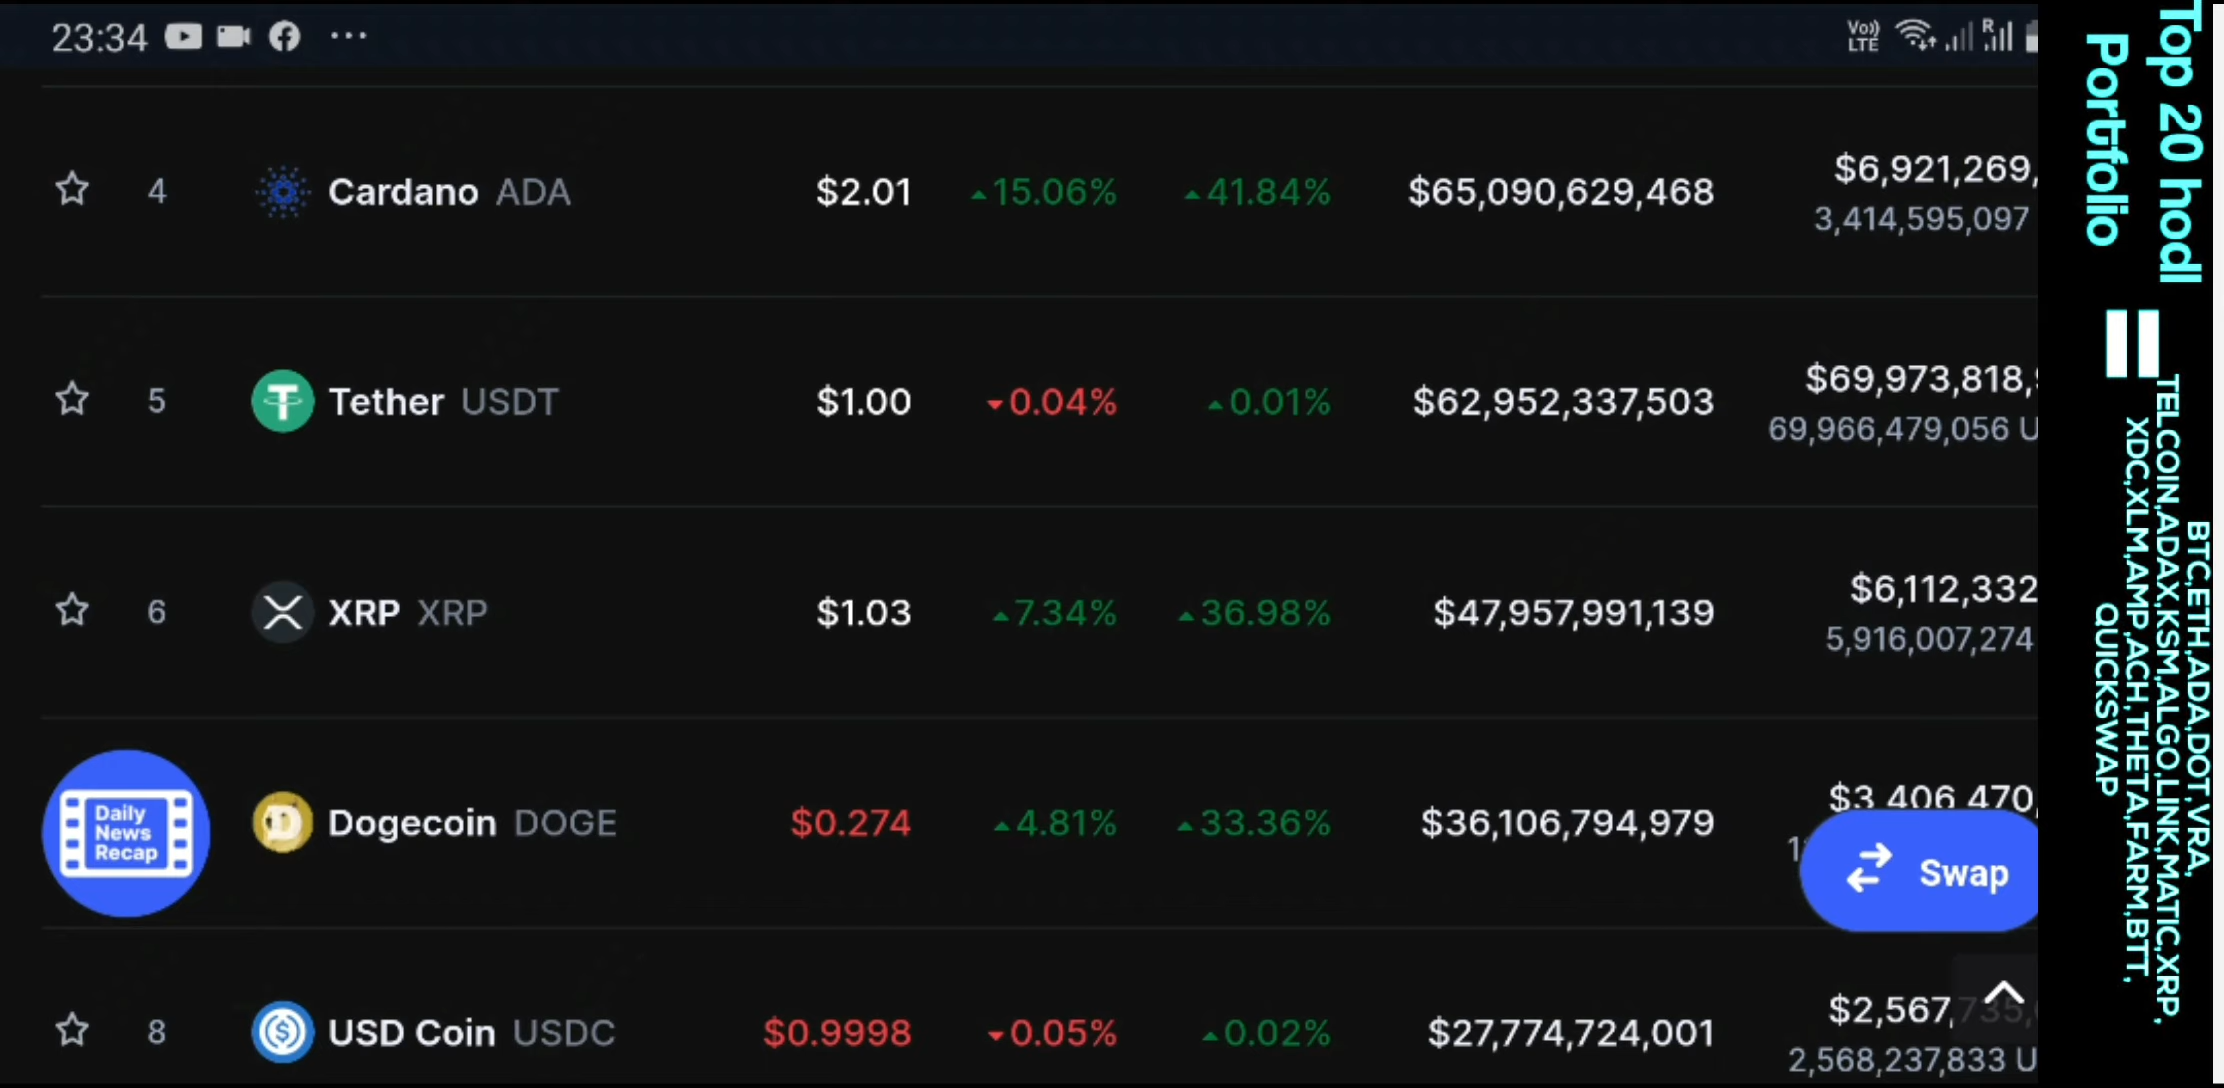 23:34
Vo)) LTE
R
4 Cardano ADA $2.01 15.06% 41.84% $65,090,629,468 $6,921,269,
3,414,595,097
5 Tether USDT $1.00 0.04% 0.01% $62,952,337,503 $69,973,818,
69,966,479,056 U
6 XRP XRP $1.03 7.34% 36.98% $47,957,991,139 $6,112,332
5,916,007,274
Daily
News
Recap
Dogecoin DOGE $0.274 4.81% 33.36% $36,106,794,979 $3,406,470,
Swap
8 USD Coin USDC $0.9998 0.05% 0.02% $27,774,724,001 $2,567,735,
2,568,237,833 U
Top 20 hodl
Portfolio
BTC,ETH,ADA,DOT,VRA,
TELCOIN,ADAX,KSM,ALGO,LINK,MATIC,XRP,
XDC,XLM,AMP,ACH,THETA,FARM,BTT,
QUICKSWAP